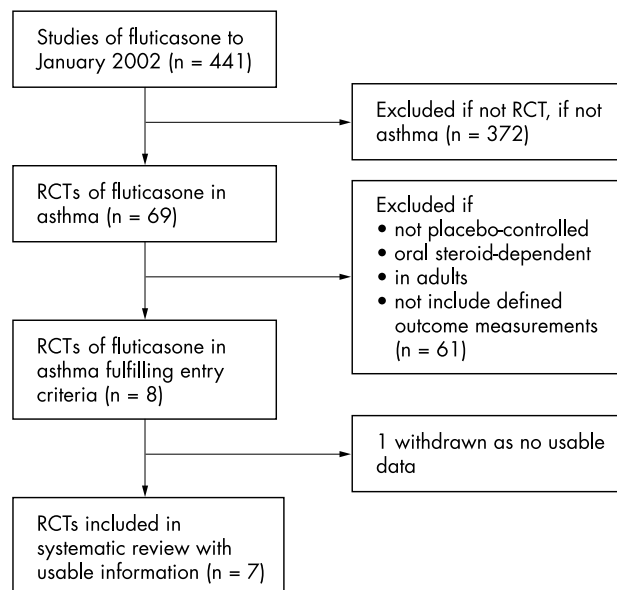 Studies of fluticasone to
January 2002 (n = 441)
Excluded if not RCT, if not
asthma (n = 372)
RCTs of fluticasone in
asthma (n = 69)
Excluded if
• not placebo-controlled
• oral steroid-dependent
• in adults
• not include defined
outcome measurements
(n = 61)
RCTs of fluticasone in
asthma fulfilling entry
criteria (n = 8)
1 withdrawn as no usable
data
RCTs included in
systematic review with
usable information (n = 7)